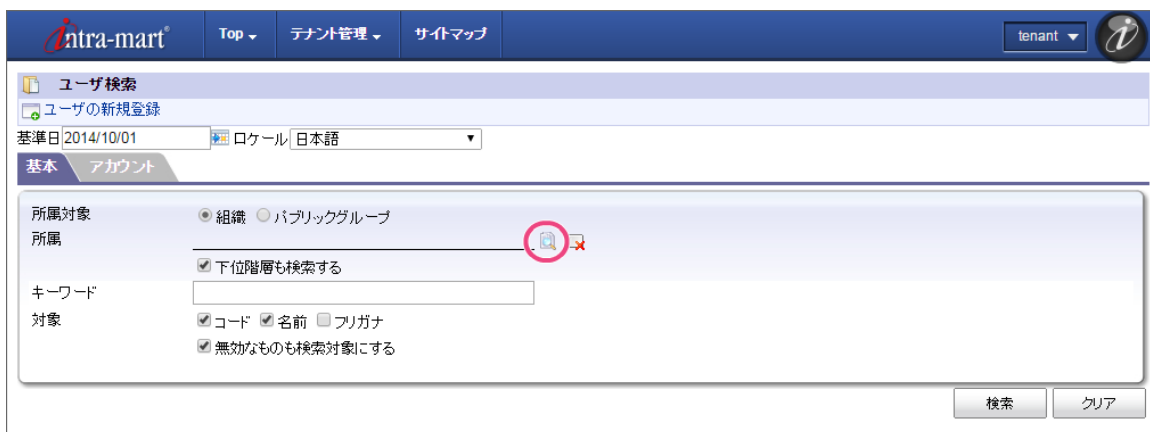 intra-mart® Top テナント管理 サイトマップ tenant
ユーザ検索
ユーザの新規登録
基準日 2014/10/01 ロケール 日本語
基本 アカウント
所属対象 組織 パブリックグループ
所属
下位階層も検索する
キーワード
対象 コード 名前 フリガナ
無効なものも検索対象にする
検索 クリア